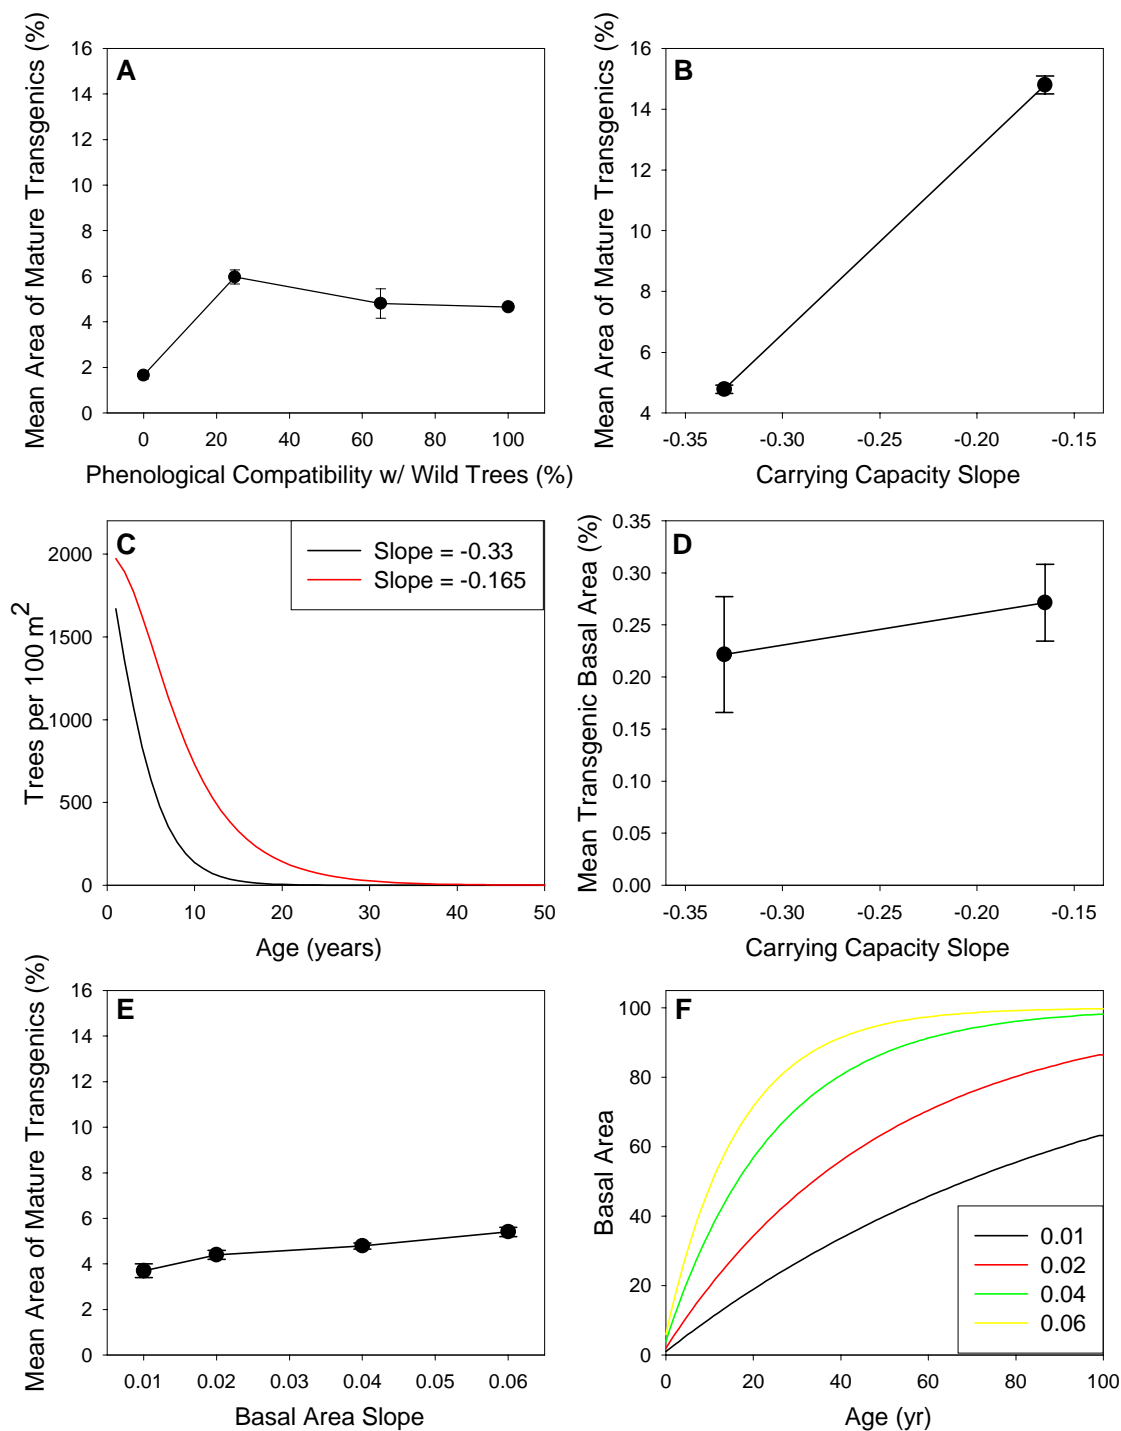 A
Mean Area of Mature Transgenics (%)
16
14
12
10
8
6
4
2
0
0 20 40 60 80 100
Phenological Compatibility w/ Wild Trees (%)
B
Mean Area of Mature Transgenics (%)
16
14
12
10
8
6
4
-0.35 -0.30 -0.25 -0.20 -0.15
Carrying Capacity Slope
C
Slope = -0.33
Slope = -0.165
Trees per 100 m²
2000
1500
1000
500
0
0 10 20 30 40 50
Age (years)
D
Mean Transgenic Basal Area (%)
0.35
0.30
0.25
0.20
0.15
0.10
0.05
0.00
-0.35 -0.30 -0.25 -0.20 -0.15
Carrying Capacity Slope
E
Mean Area of Mature Transgenics (%)
16
14
12
10
8
6
4
2
0
0.01 0.02 0.03 0.04 0.05 0.06
Basal Area Slope
F
Basal Area
100
80
60
40
20
0
0.01
0.02
0.04
0.06
0 20 40 60 80 100
Age (yr)